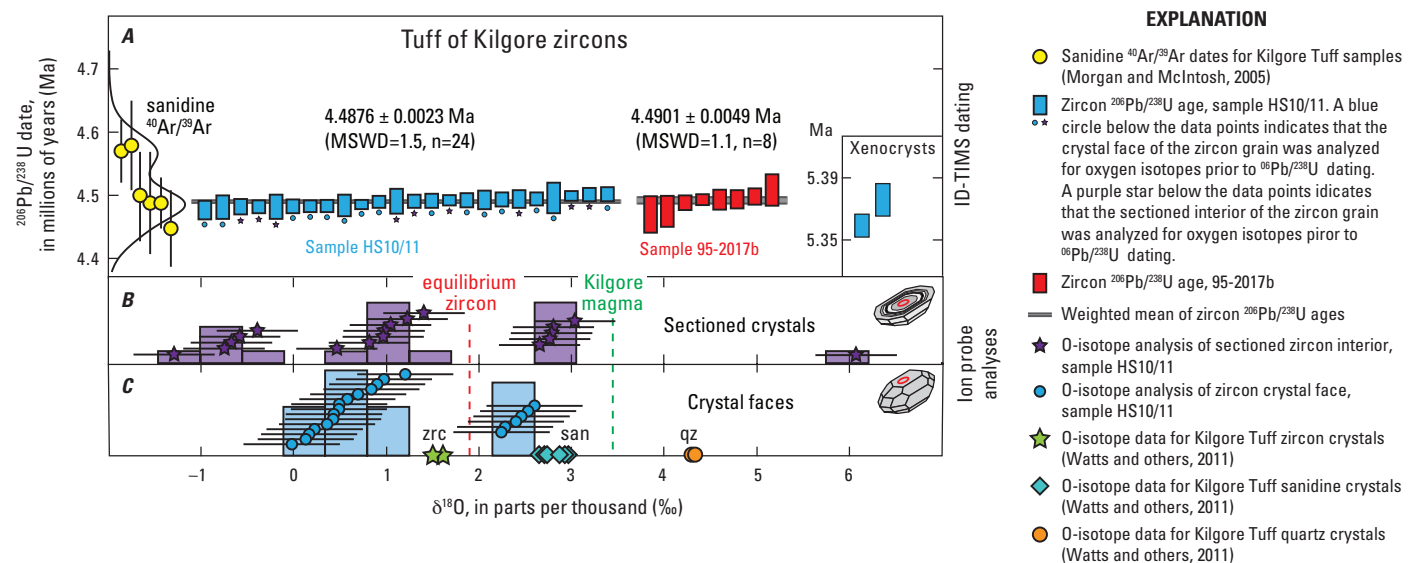 A
Tuff of Kilgore zircons
²⁰⁶Pb/²³⁸U date,
in millions of years (Ma)
4.7
4.6
4.5
4.4
sanidine
⁴⁰Ar/³⁹Ar
4.4876 ± 0.0023 Ma
(MSWD=1.5, n=24)
4.4901 ± 0.0049 Ma
(MSWD=1.1, n=8)
Sample HS10/11
Sample 95-2017b
Ma
Xenocrysts
5.39
5.35
ID-TIMS dating
B
equilibrium
zircon
Kilgore
magma
Sectioned crystals
C
Crystal faces
Ion probe
analyses
zrc
san
qz
−1
0
1
2
3
4
5
6
δ¹⁸O, in parts per thousand (‰)
EXPLANATION
Sanidine ⁴⁰Ar/³⁹Ar dates for Kilgore Tuff samples
(Morgan and McIntosh, 2005)
Zircon ²⁰⁶Pb/²³⁸U age, sample HS10/11. A blue
circle below the data points indicates that the
crystal face of the zircon grain was analyzed
for oxygen isotopes prior to ⁰⁶Pb/²³⁸U dating.
A purple star below the data points idicates
that the sectioned interior of the zircon grain
was analyzed for oxygen isotopes piror to
⁰⁶Pb/²³⁸U dating.
Zircon ²⁰⁶Pb/²³⁸U age, 95-2017b
Weighted mean of zircon ²⁰⁶Pb/²³⁸U ages
O-isotope analysis of sectioned zircon interior,
sample HS10/11
O-isotope analysis of zircon crystal face,
sample HS10/11
O-isotope data for Kilgore Tuff zircon crystals
(Watts and others, 2011)
O-isotope data for Kilgore Tuff sanidine crystals
(Watts and others, 2011)
O-isotope data for Kilgore Tuff quartz crystals
(Watts and others, 2011)